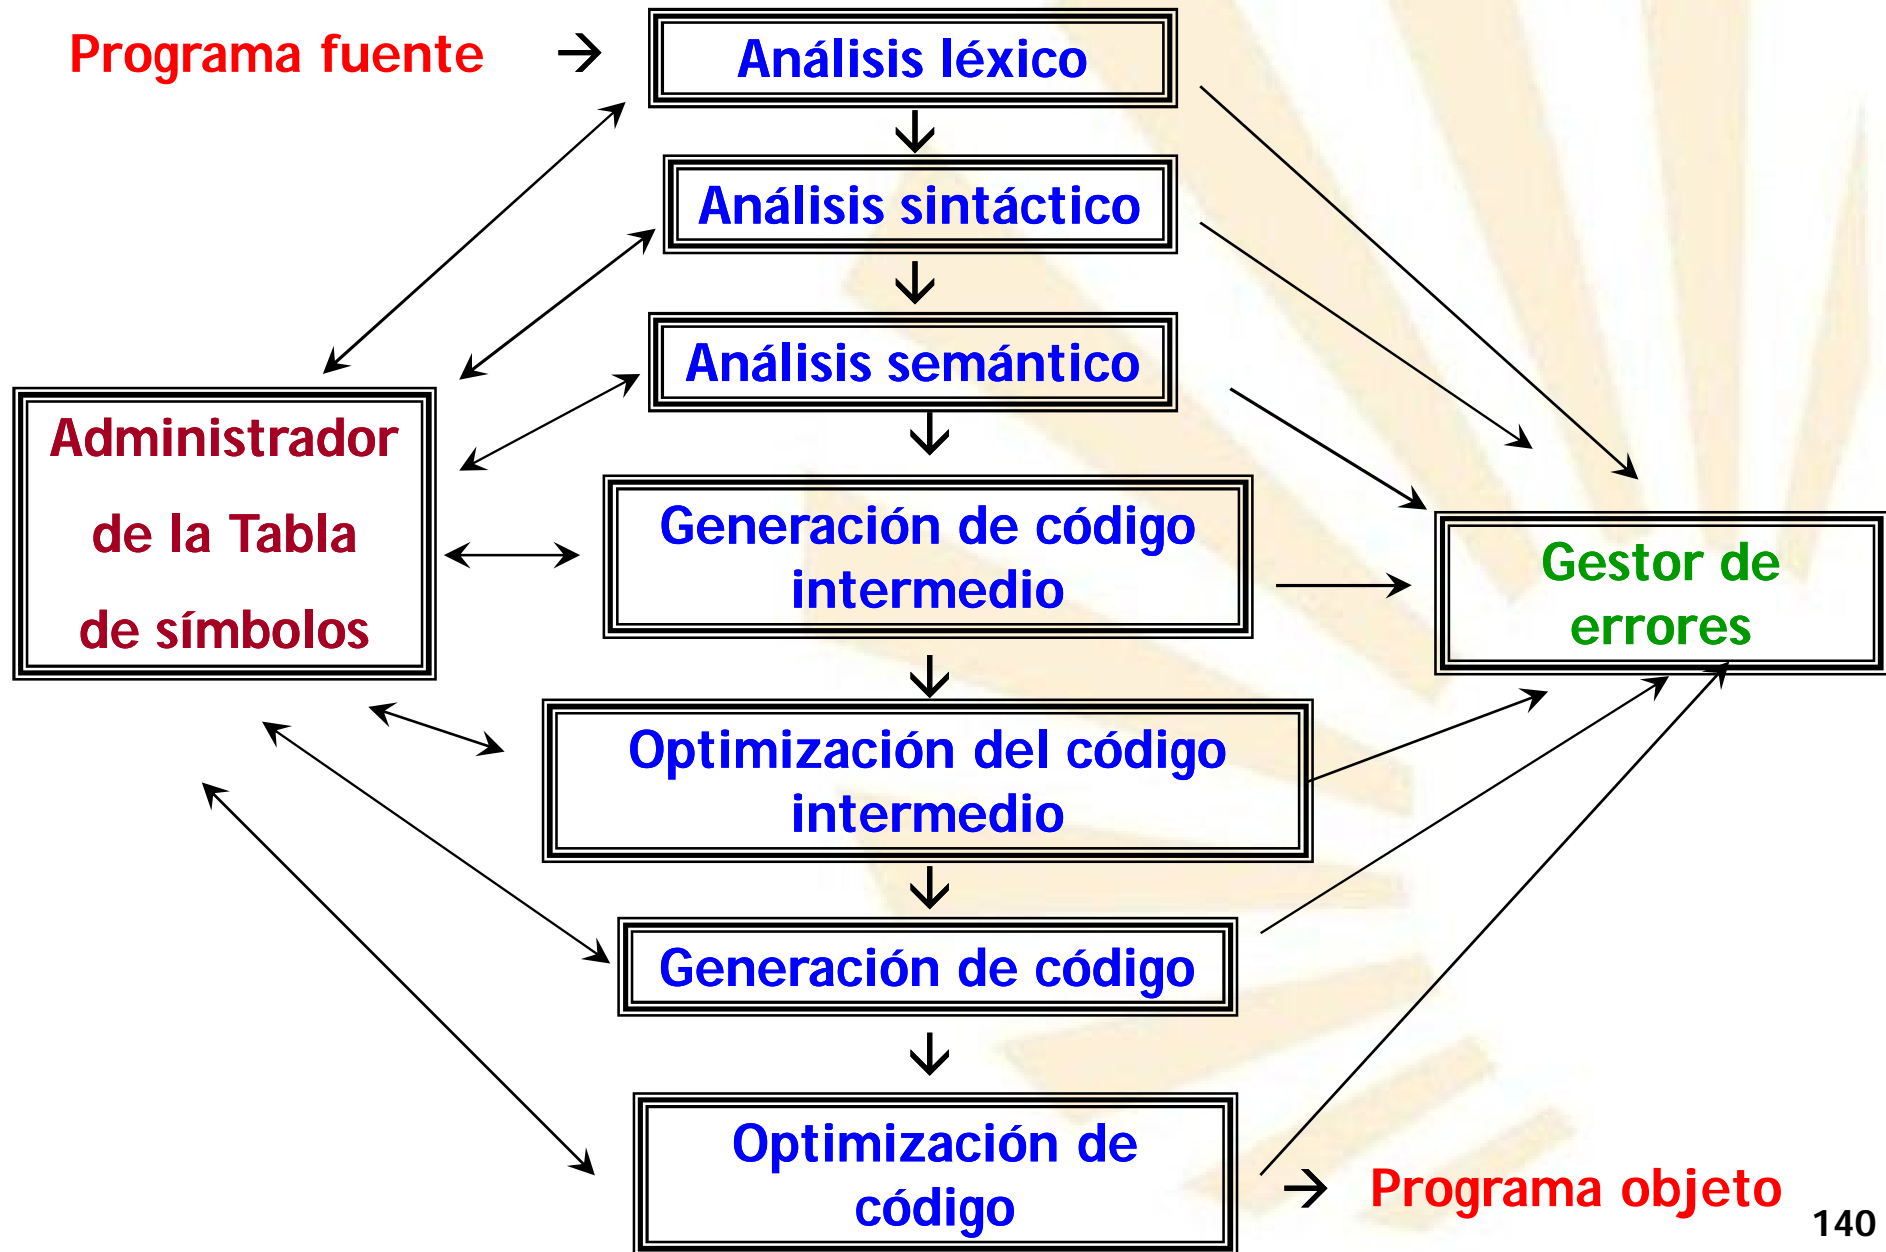 Programa fuente → Análisis léxico
Análisis sintáctico
Análisis semántico
Administrador
de la Tabla
de símbolos
Generación de código
intermedio
Gestor de
errores
Optimización del código
intermedio
Generación de código
Optimización de
código
→ Programa objeto
140